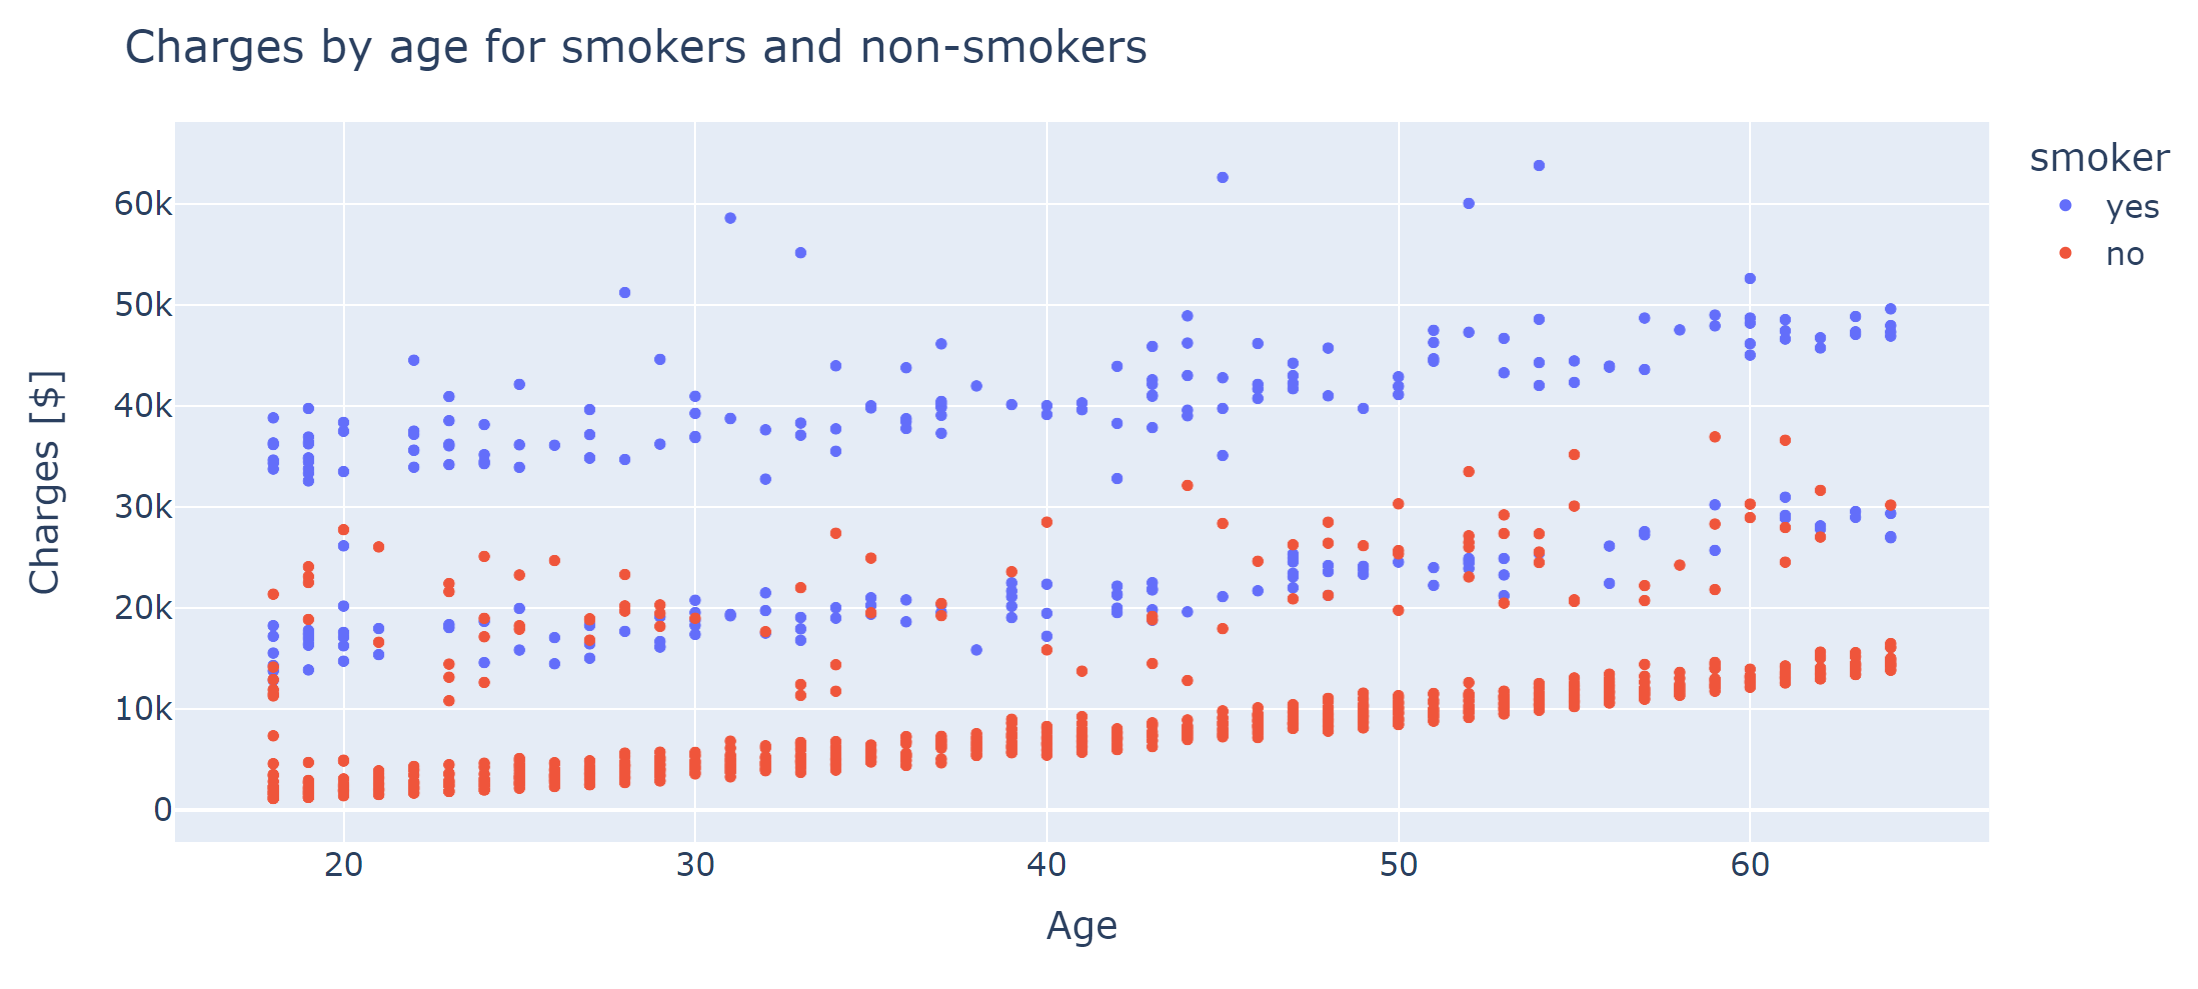 Charges by age for smokers and non-smokers
smoker
yes
no
Charges [$]
60k
50k
40k
30k
20k
10k
0
20 30 40 50 60
Age